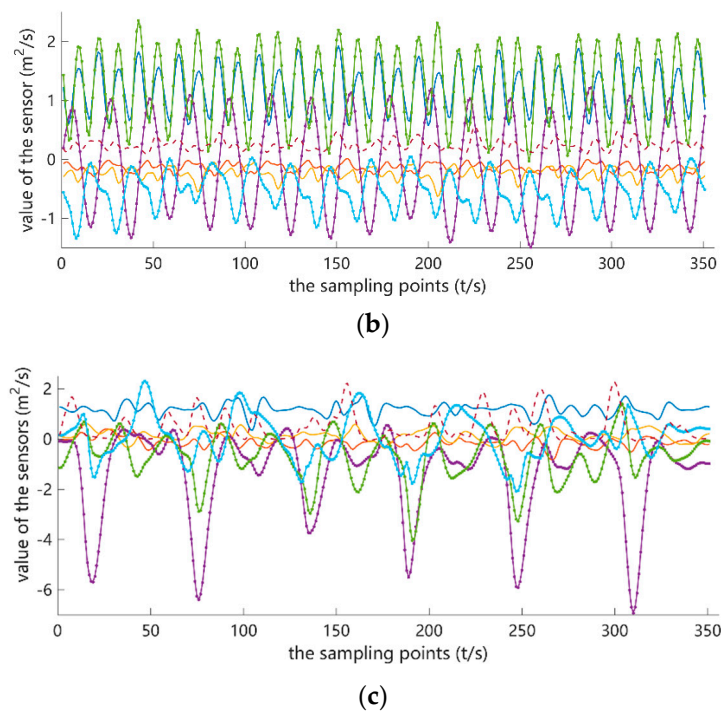 value of the sensor (m²/s)
2
1
0
-1
0 50 100 150 200 250 300 350
the sampling points (t/s)
(b)
value of the sensors (m²/s)
2
0
-2
-4
-6
0 50 100 150 200 250 300 350
the sampling points (t/s)
(c)